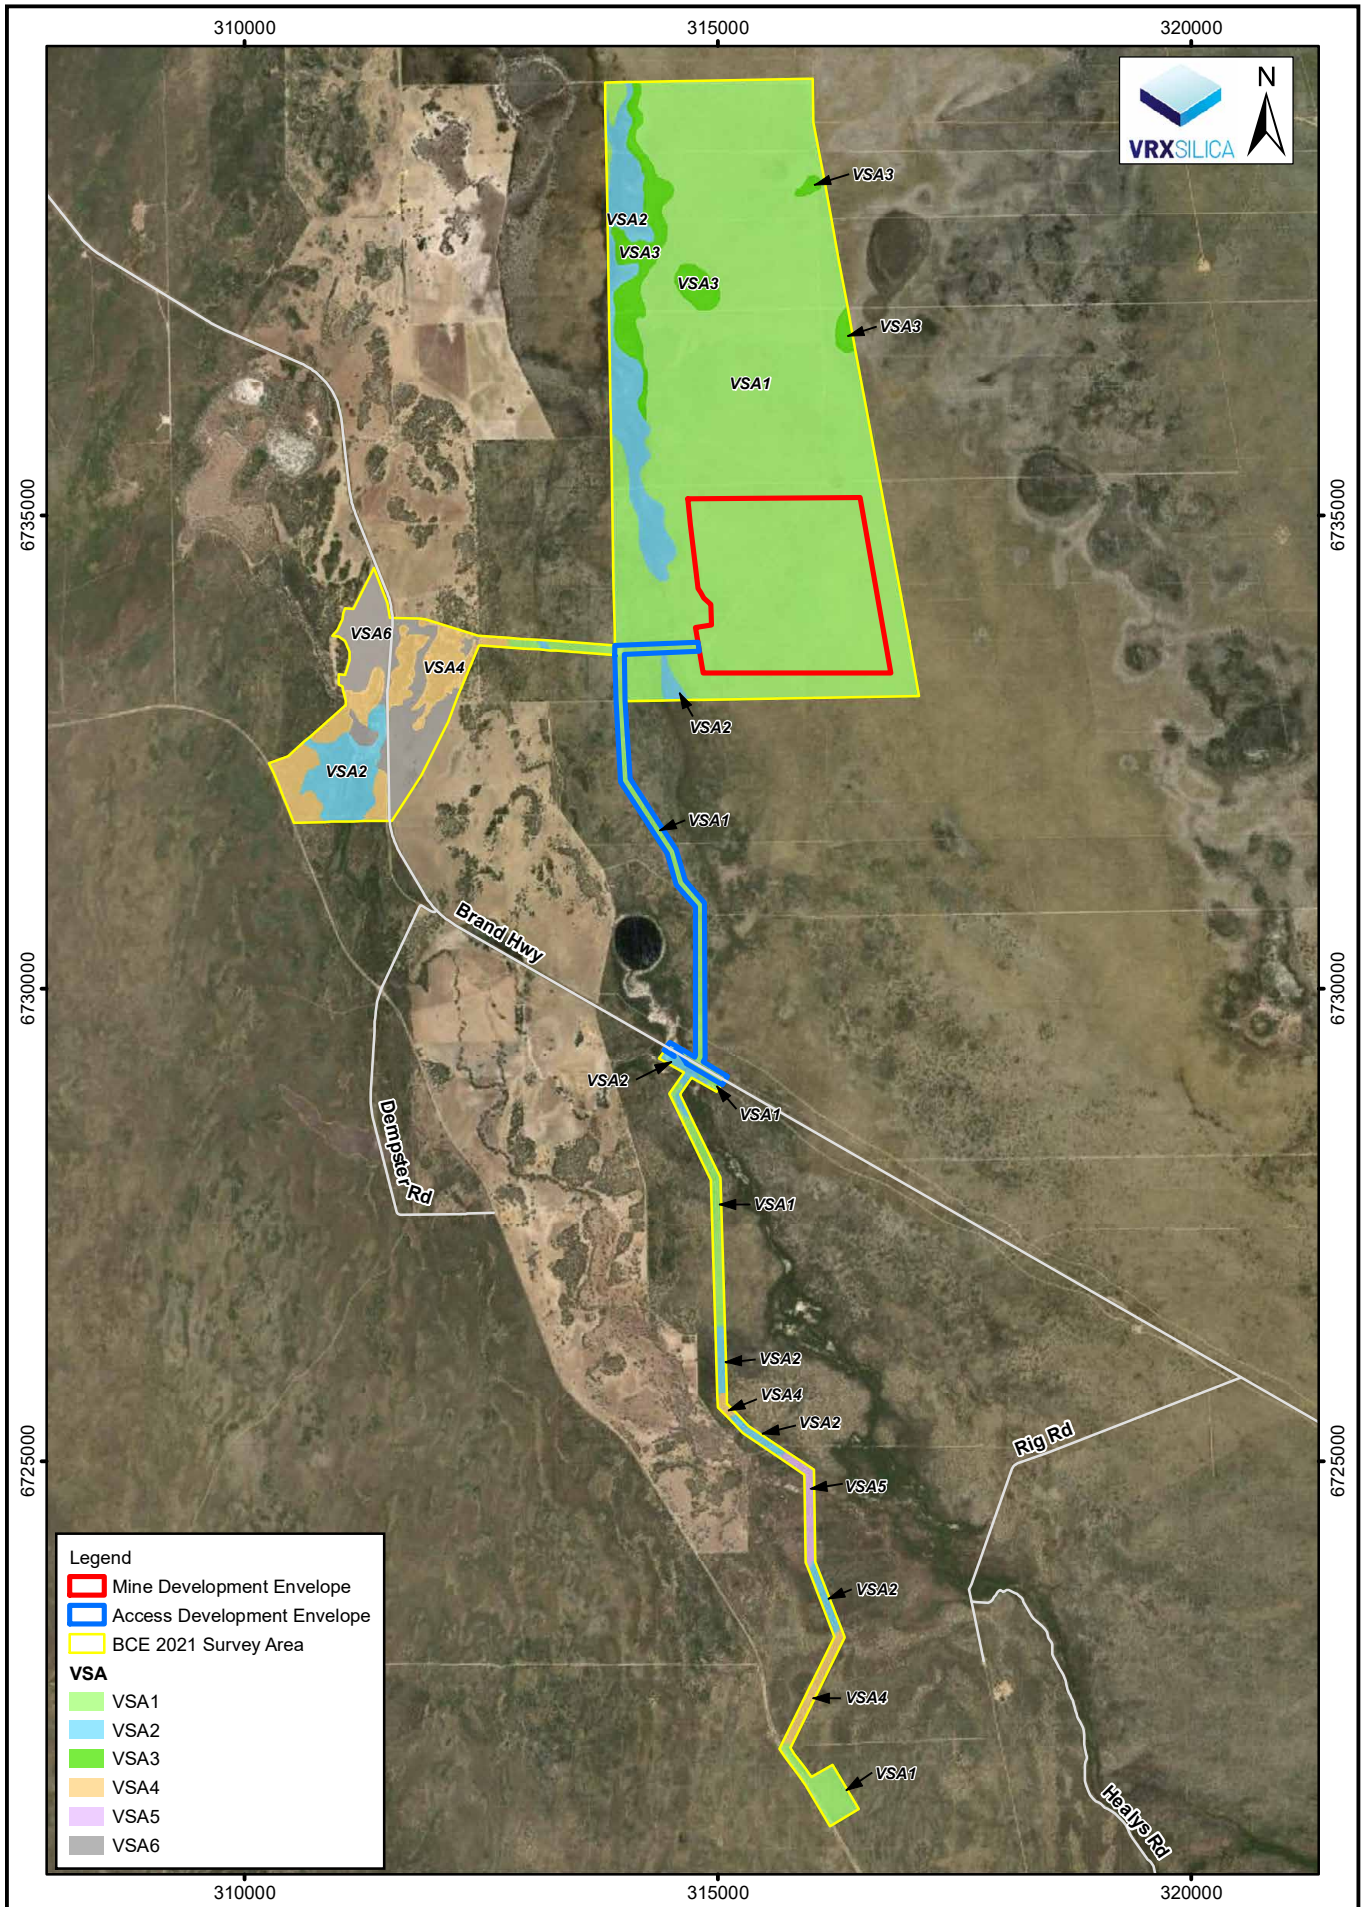 310000
315000
320000
N
VRXSILICA
VSA3
VSA2
VSA3
VSA3
VSA3
VSA1
6735000
6735000
VSA6
VSA4
VSA2
VSA2
VSA1
Brand Hwy
6730000
6730000
VSA2
VSA1
Dempster Rd
VSA1
VSA2
VSA4
VSA2
Rig Rd
6725000
6725000
VSA5
VSA2
VSA4
VSA1
Healys Rd
Legend
Mine Development Envelope
Access Development Envelope
BCE 2021 Survey Area
VSA
VSA1
VSA2
VSA3
VSA4
VSA5
VSA6
310000
315000
320000